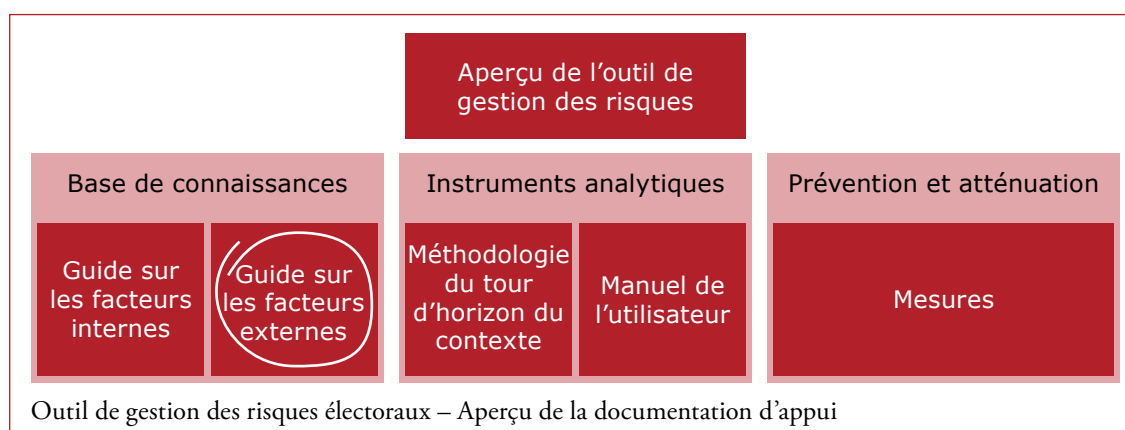 Aperçu de l’outil de
gestion des risques
Base de connaissances
Guide sur
les facteurs
internes
Guide sur
les facteurs
externes
Instruments analytiques
Méthodologie
du tour
d’horizon du
contexte
Manuel de
l’utilisateur
Prévention et atténuation
Mesures
Outil de gestion des risques électoraux – Aperçu de la documentation d’appui